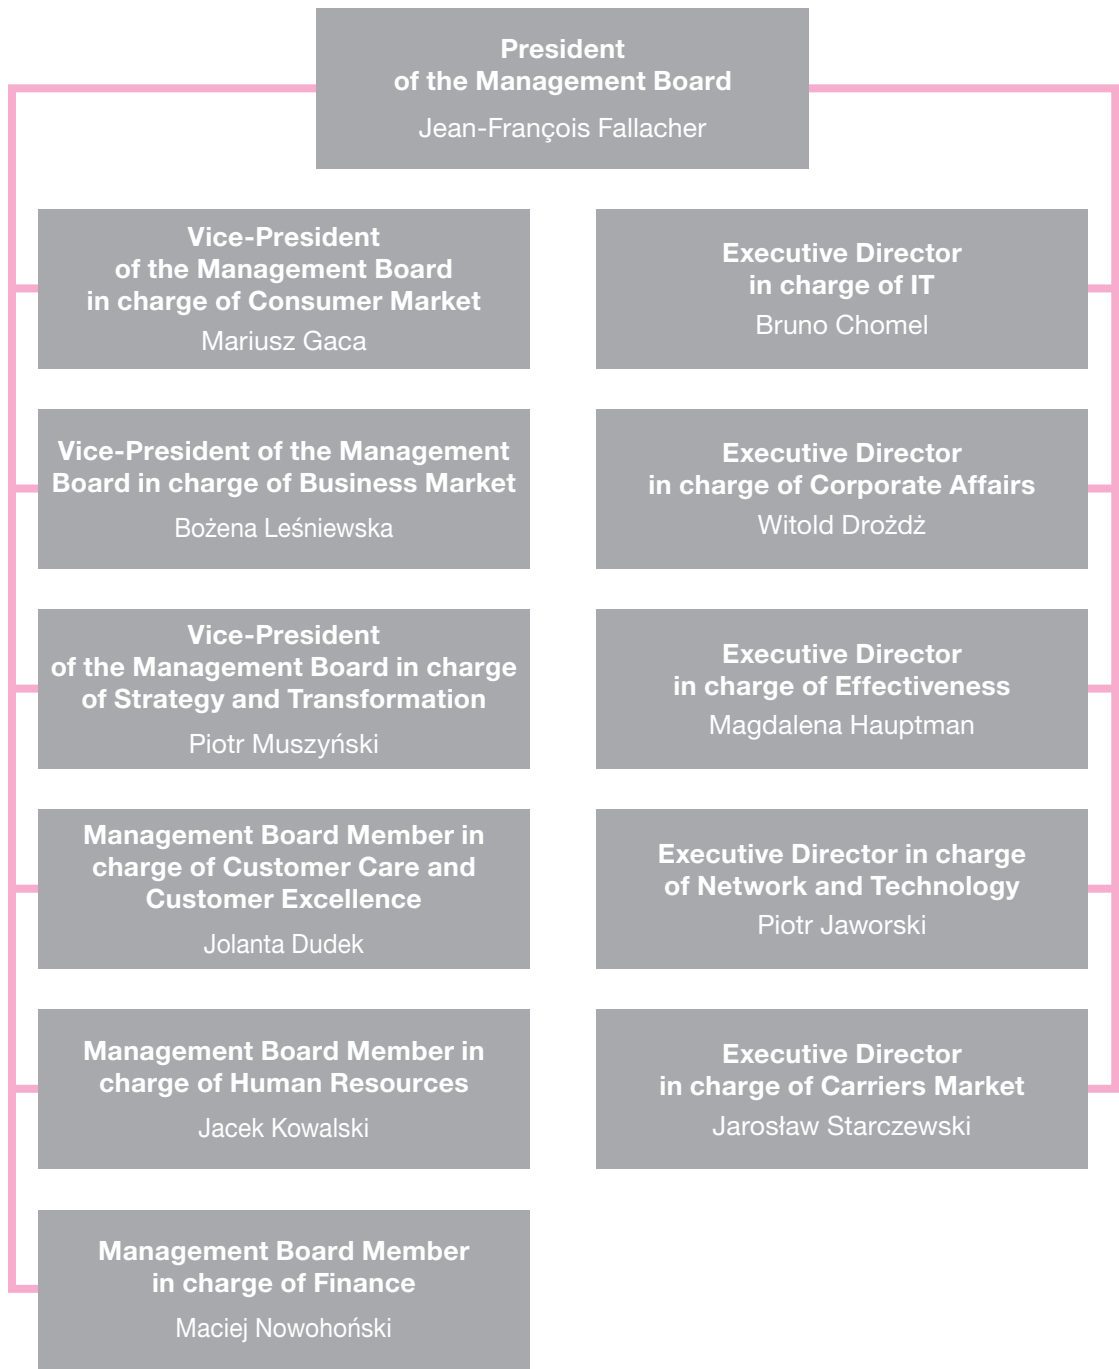 President
of the Management Board
Jean-François Fallacher
Vice-President
of the Management Board
in charge of Consumer Market
Mariusz Gaca
Vice-President of the Management
Board in charge of Business Market
Bożena Leśniewska
Vice-President
of the Management Board in charge
of Strategy and Transformation
Piotr Muszyński
Management Board Member in
charge of Customer Care and
Customer Excellence
Jolanta Dudek
Management Board Member in
charge of Human Resources
Jacek Kowalski
Management Board Member
in charge of Finance
Maciej Nowohoński
Executive Director
in charge of IT
Bruno Chomel
Executive Director
in charge of Corporate Affairs
Witold Drożdż
Executive Director
in charge of Effectiveness
Magdalena Hauptman
Executive Director in charge
of Network and Technology
Piotr Jaworski
Executive Director
in charge of Carriers Market
Jarosław Starczewski